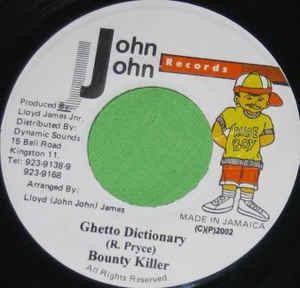 John
John
Records
Produced By:
Lloyd James Jnr.
Distributed By:
Dynamic Sounds
15 Bell Road
Kingston 11.
Tel: 923-9138-9
923-9168
Arranged By:
Lloyd (John John) James
RUDE
BOY
MADE IN JAMAICA
(C)(P)2002
Ghetto Dictionary
(R. Pryce)
Bounty Killer
All Rights Reserved